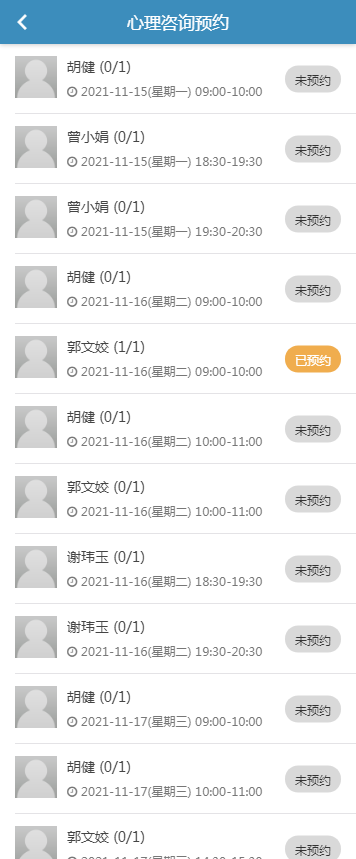 心理咨询预约
胡健 (0/1)
2021-11-15(星期一) 09:00-10:00
未预约
曾小娟 (0/1)
2021-11-15(星期一) 18:30-19:30
未预约
曾小娟 (0/1)
2021-11-15(星期一) 19:30-20:30
未预约
胡健 (0/1)
2021-11-16(星期二) 09:00-10:00
未预约
郭文姣 (1/1)
2021-11-16(星期二) 09:00-10:00
已预约
胡健 (0/1)
2021-11-16(星期二) 10:00-11:00
未预约
郭文姣 (0/1)
2021-11-16(星期二) 10:00-11:00
未预约
谢玮玉 (0/1)
2021-11-16(星期二) 18:30-19:30
未预约
谢玮玉 (0/1)
2021-11-16(星期二) 19:30-20:30
未预约
胡健 (0/1)
2021-11-17(星期三) 09:00-10:00
未预约
胡健 (0/1)
2021-11-17(星期三) 10:00-11:00
未预约
郭文姣 (0/1)
未预约